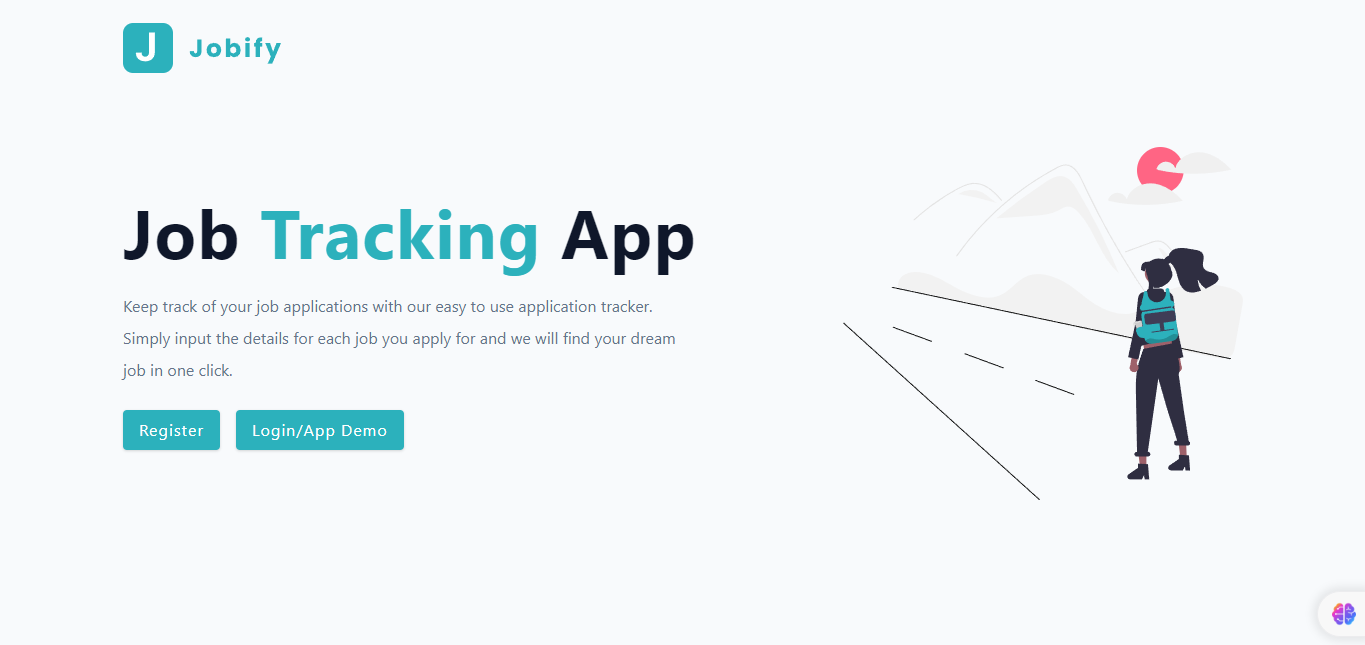 J Jobify
Job Tracking App
Keep track of your job applications with our easy to use application tracker.
Simply input the details for each job you apply for and we will find your dream
job in one click.
Register Login/App Demo